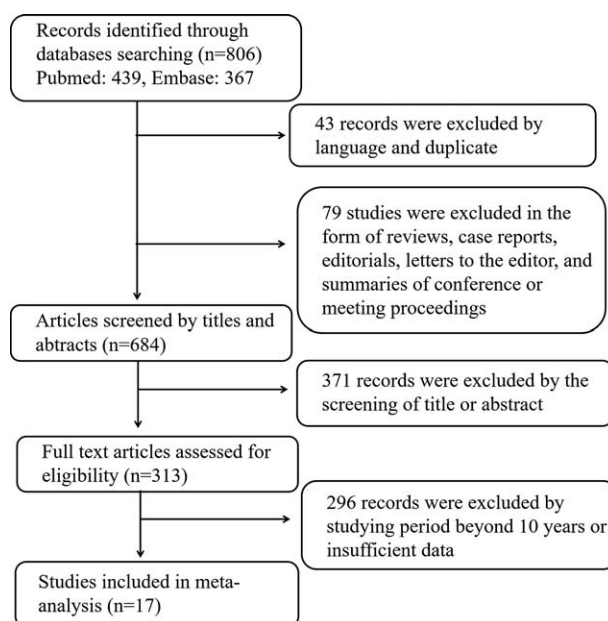 Records identified through
databases searching (n=806)
Pubmed: 439, Embase: 367
43 records were excluded by
language and duplicate
79 studies were excluded in the
form of reviews, case reports,
editorials, letters to the editor, and
summaries of conference or
meeting proceedings
Articles screened by titles and
abtracts (n=684)
371 records were excluded by the
screening of title or abstract
Full text articles assessed for
eligibility (n=313)
296 records were excluded by
studying period beyond 10 years or
insufficient data
Studies included in meta-
analysis (n=17)